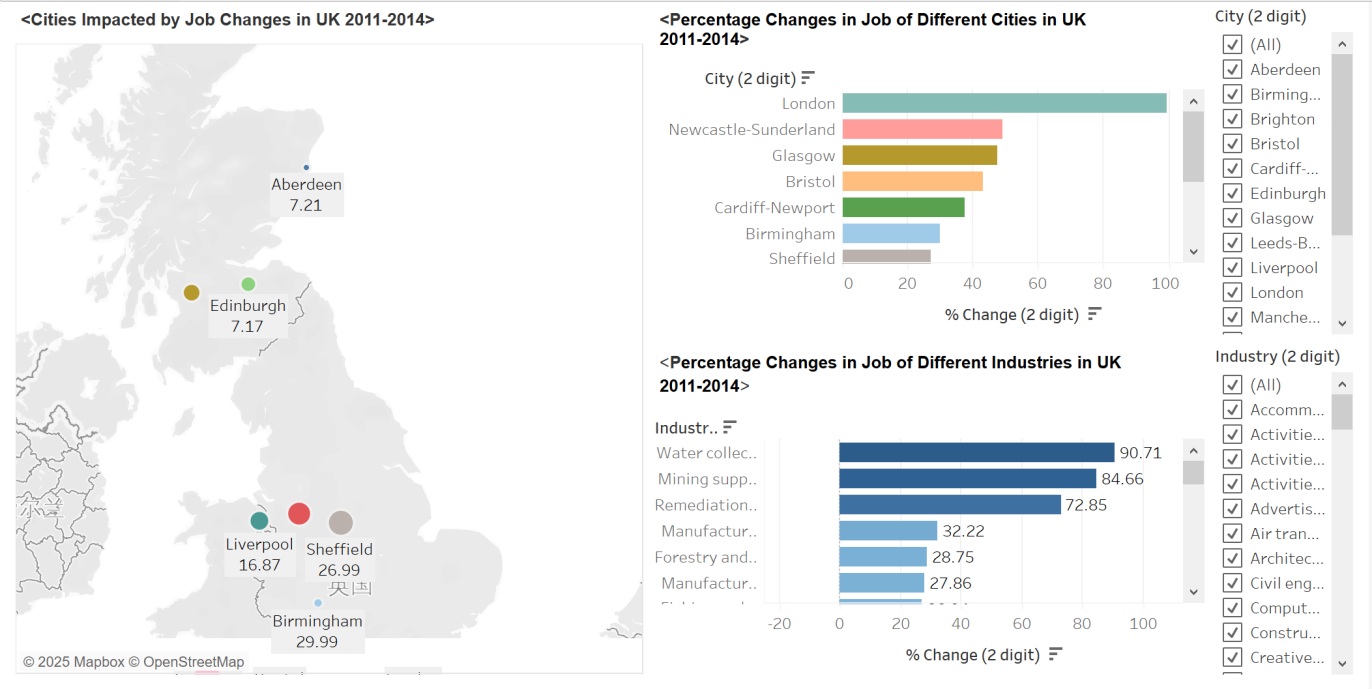 <Cities Impacted by Job Changes in UK 2011-2014>
Aberdeen
7.21
Edinburgh
7.17
Liverpool
16.87
Sheffield
26.99
英国
Birmingham
29.99
© 2025 Mapbox © OpenStreetMap
<Percentage Changes in Job of Different Cities in UK
2011-2014>
City (2 digit)
London
Newcastle-Sunderland
Glasgow
Bristol
Cardiff-Newport
Birmingham
Sheffield
0 20 40 60 80 100
% Change (2 digit)
<Percentage Changes in Job of Different Industries in UK
2011-2014>
Industr..
Water collec.. 90.71
Mining supp.. 84.66
Remediation.. 72.85
Manufactur.. 32.22
Forestry and.. 28.75
Manufactur.. 27.86
-20 0 20 40 60 80 100
% Change (2 digit)
City (2 digit)
(All)
Aberdeen
Birming...
Brighton
Bristol
Cardiff-...
Edinburgh
Glasgow
Leeds-B...
Liverpool
London
Manche...
Industry (2 digit)
(All)
Accomm...
Activitie...
Activitie...
Activitie...
Advertis...
Air tran...
Architec...
Civil eng...
Comput...
Constru...
Creative...